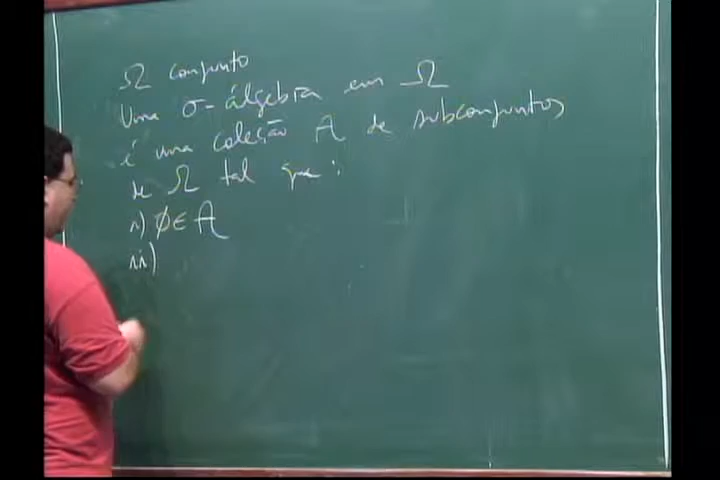 Ω conjunto
Uma σ-álgebra em Ω
é uma coleção A de subconjuntos
de Ω tal que:
i) ∅ ∈ A
ii)